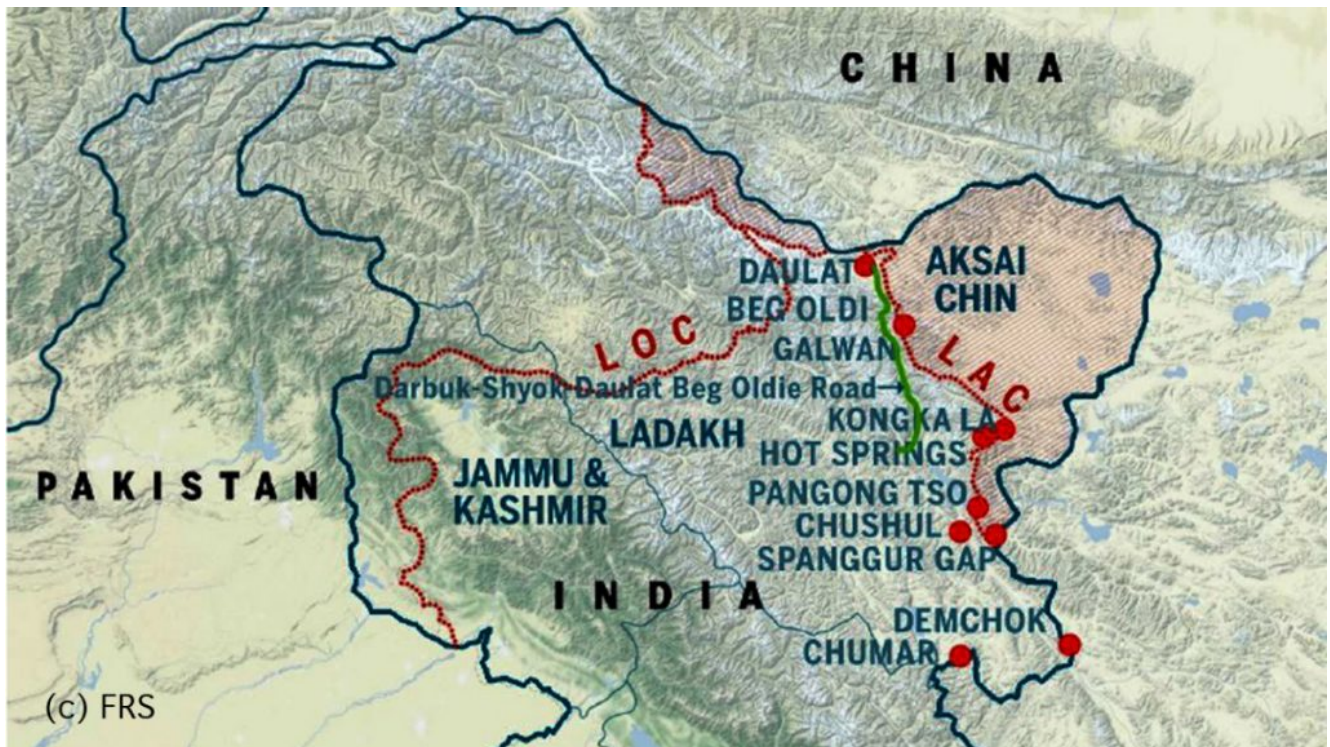 CHINA
AKSAI
CHIN
DAULAT
BEG OLDI
GALWAN
LOC
LAC
Darbuk-Shyok-Daulat Beg Oldie Road→
KONGKA LA
LADAKH
HOT SPRINGS
PAKISTAN
JAMMU &
KASHMIR
PANGONG TSO
CHUSHUL
SPANGGUR GAP
INDIA
DEMCHOK
CHUMAR
(c) FRS